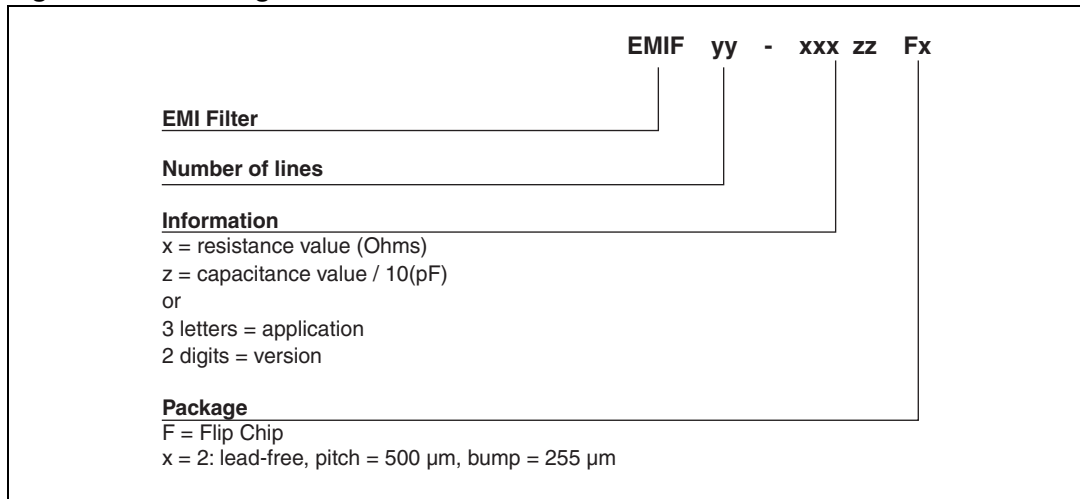 EMIF yy - xxx zz Fx
EMI Filter
Number of lines
Information
x = resistance value (Ohms)
z = capacitance value / 10(pF)
or
3 letters = application
2 digits = version
Package
F = Flip Chip
x = 2: lead-free, pitch = 500 µm, bump = 255 µm